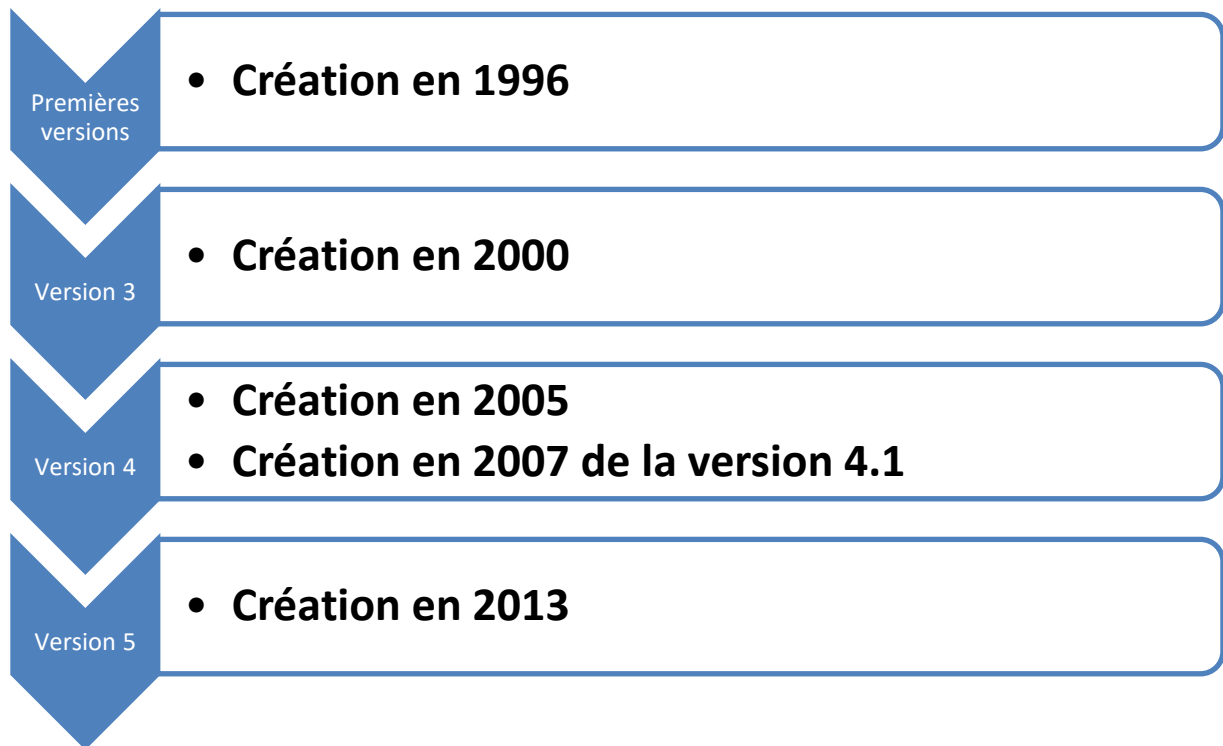 Premières
versions
• Création en 1996
Version 3
• Création en 2000
Version 4
• Création en 2005
• Création en 2007 de la version 4.1
Version 5
• Création en 2013